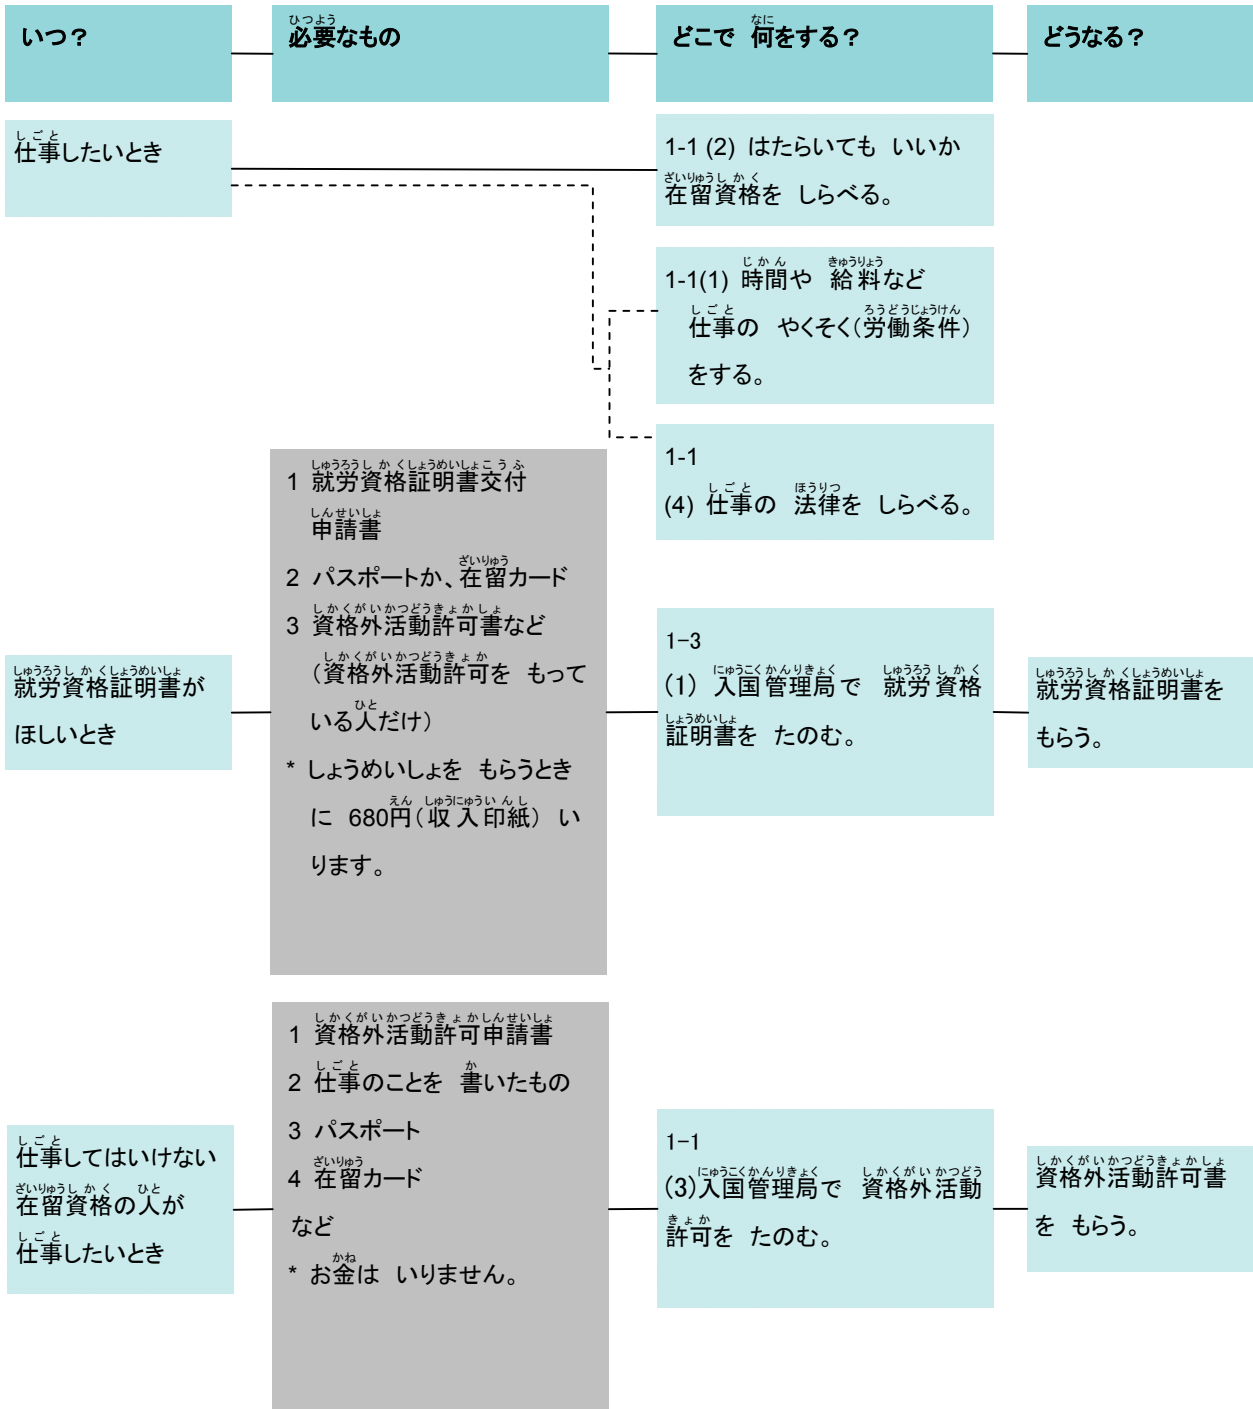 いつ？
必要なもの
どこで 何をする？
どうなる？
仕事したいとき
1-1 (2) はたらいても いいか
在留資格を しらべる。
1-1(1) 時間や 給料など
仕事の やくそく（労働条件）
をする。
1-1
(4) 仕事の 法律を しらべる。
就労資格証明書が
ほしいとき
1 就労資格証明書交付
申請書
2 パスポートか、在留カード
3 資格外活動許可書など
（資格外活動許可を もって
いる人だけ）
* しょうめいしょを もらうとき
に 680円（収入印紙） い
ります。
1-3
(1) 入国管理局で 就労資格
証明書を たのむ。
就労資格証明書を
もらう。
仕事してはいけない
在留資格の人が
仕事したいとき
1 資格外活動許可申請書
2 仕事のことを 書いたもの
3 パスポート
4 在留カード
など
* お金は いりません。
1-1
(3)入国管理局で 資格外活動
許可を たのむ。
資格外活動許可書
を もらう。